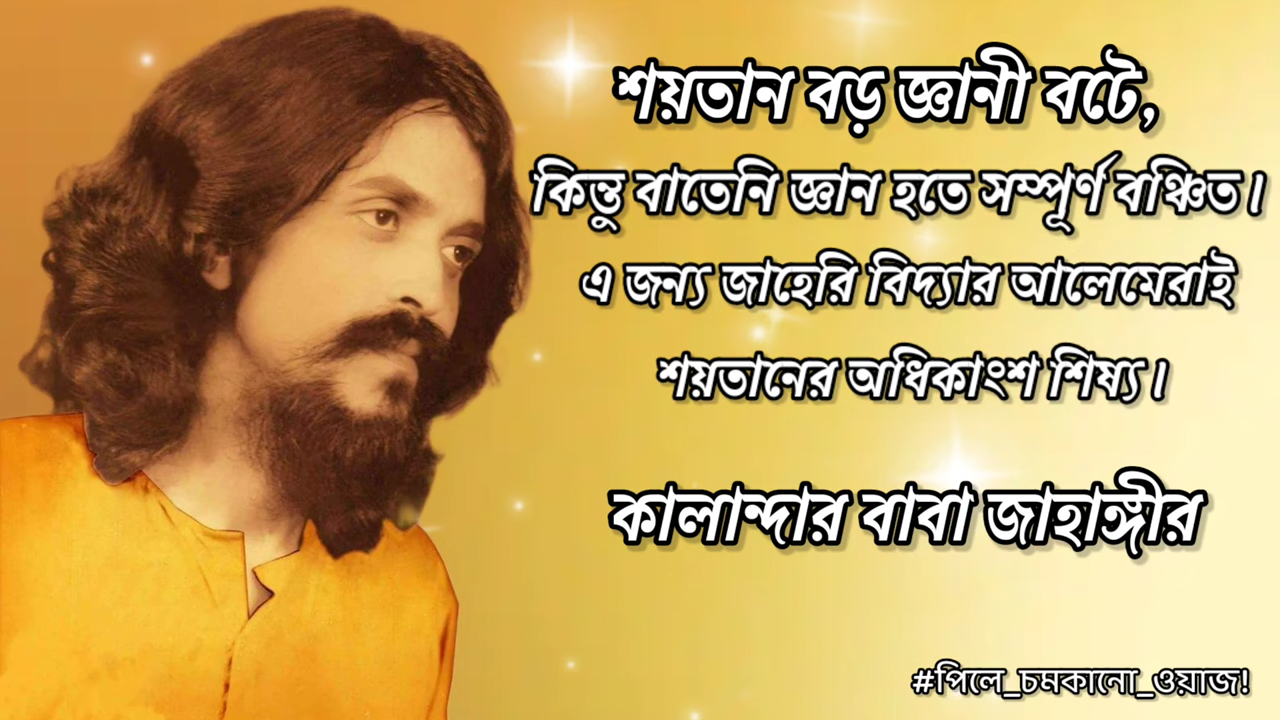 শয়তান বড় জ্ঞানী বটে,
কিন্তু বাতেনি জ্ঞান হতে সম্পূর্ণ বঞ্চিত।
এ জন্য জাহেরি বিদ্যার আলেমেরাই
শয়তানের অধিকাংশ শিষ্য।
কালান্দার বাবা জাহাঙ্গীর
#পিলে_চমকানো_ওয়াজ!